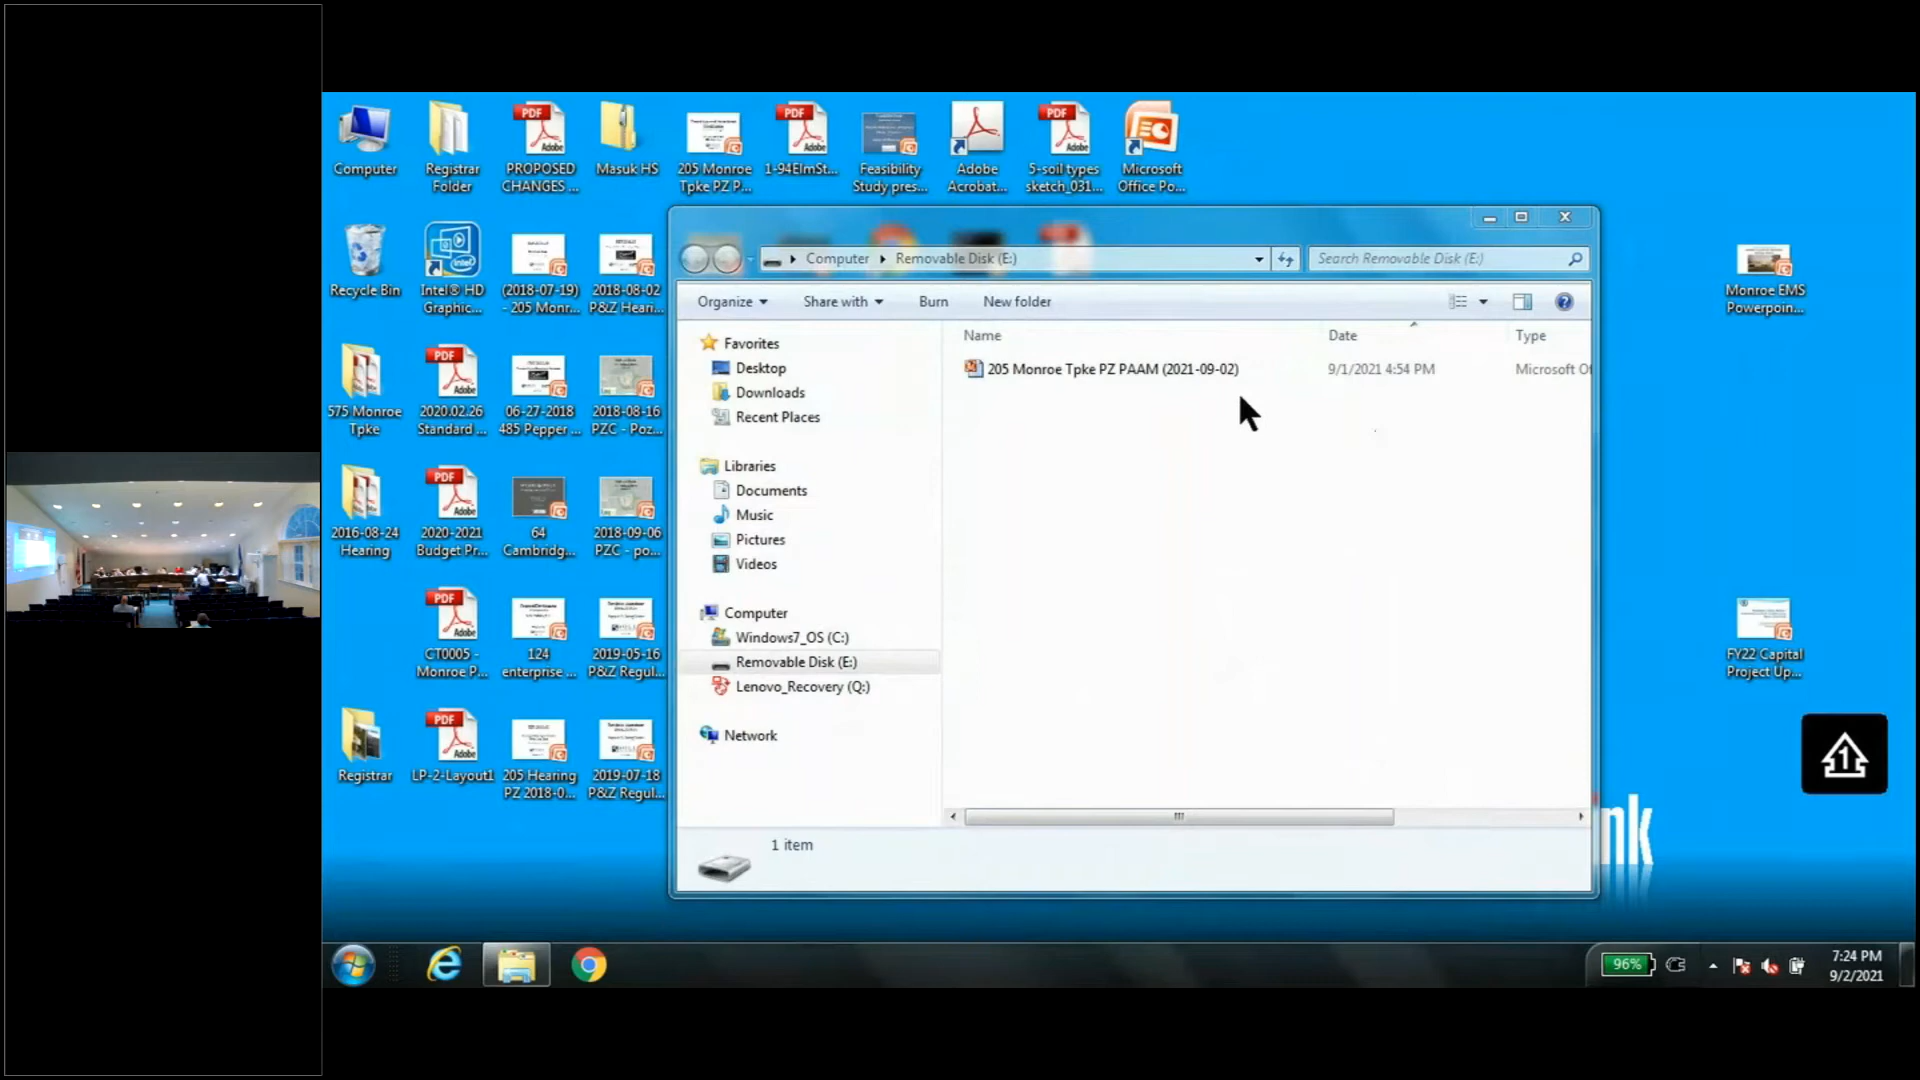 Computer
Registrar
Folder
PROPOSED
CHANGES ...
Masuk HS
205 Monroe
Tpke PZ P...
1-94ElmSt...
Feasibility
Study pres...
Adobe
Acrobat...
5-soil types
sketch_031...
Microsoft
Office Po...
Recycle Bin
Intel® HD
Graphic...
(2018-07-19)
- 205 Monr...
2018-08-02
P&Z Heari...
575 Monroe
Tpke
2020.02.26
Standard ...
06-27-2018
485 Pepper ...
2018-08-16
PZC - Poz...
2016-08-24
Hearing
2020-2021
Budget Pr...
64
Cambridg...
2018-09-06
PZC - po...
CT0005 -
Monroe P...
124
enterprise ...
2019-05-16
P&Z Regul...
Registrar
LP-2-Layout1
205 Hearing
PZ 2018-0...
2019-07-18
P&Z Regul...
Computer
Removable Disk (E:)
Search Removable Disk (E:)
Organize
Share with
Burn
New folder
Name
Date
Type
205 Monroe Tpke PZ PAAM (2021-09-02)
9/1/2021 4:54 PM
Microsoft Of
Favorites
Desktop
Downloads
Recent Places
Libraries
Documents
Music
Pictures
Videos
Computer
Windows7_OS (C:)
Removable Disk (E:)
Lenovo_Recovery (Q:)
Network
1 item
Monroe EMS
Powerpoin...
FY22 Capital
Project Up...
1
nk
96%
7:24 PM
9/2/2021